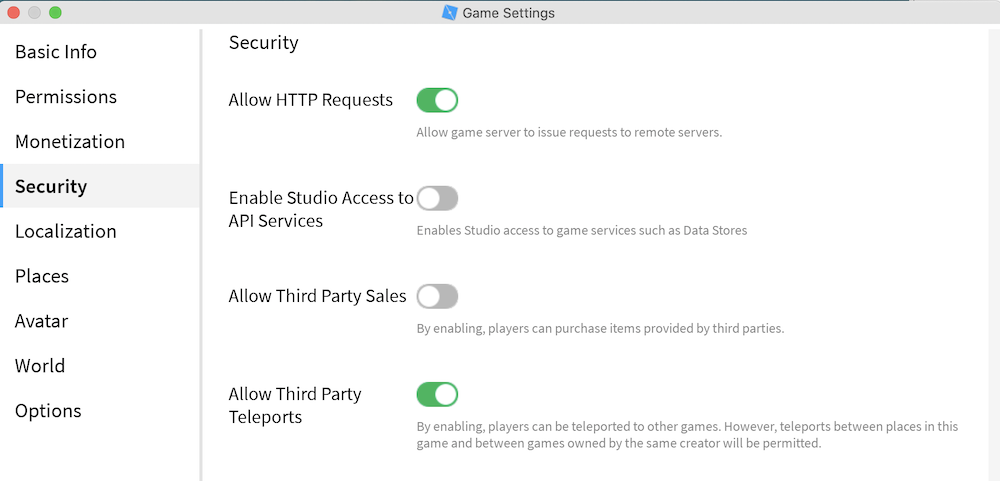 Game Settings
Basic Info
Permissions
Monetization
Security
Localization
Places
Avatar
World
Options
Security
Allow HTTP Requests
Allow game server to issue requests to remote servers.
Enable Studio Access to
API Services
Enables Studio access to game services such as Data Stores
Allow Third Party Sales
By enabling, players can purchase items provided by third parties.
Allow Third Party
Teleports
By enabling, players can be teleported to other games. However, teleports between places in this
game and between games owned by the same creator will be permitted.